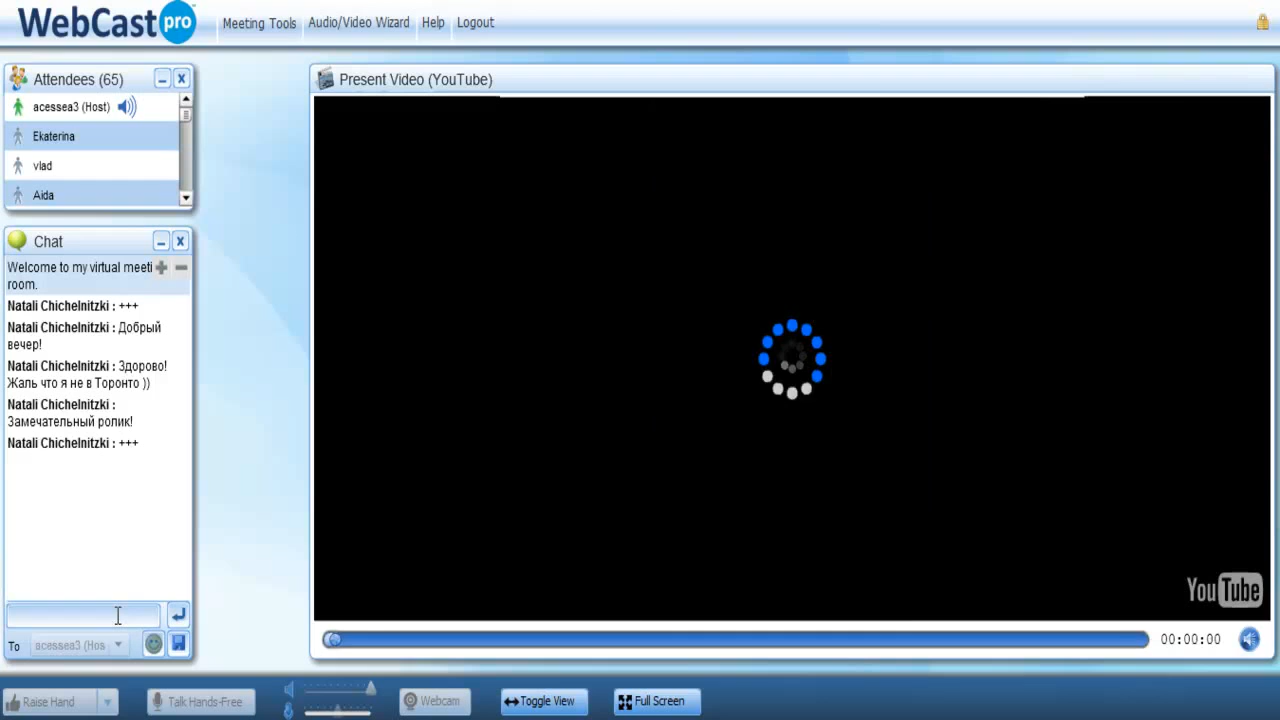 WebCast pro
Meeting Tools
Audio/Video Wizard
Help
Logout
Attendees (65)
acessea3 (Host)
Ekaterina
vlad
Aida
Chat
Welcome to my virtual meeti
room.
Natali Chichelnitzki : +++
Natali Chichelnitzki : Добрый
вечер!
Natali Chichelnitzki : Здорово!
Жаль что я не в Торонто ))
Natali Chichelnitzki :
Замечательный ролик!
Natali Chichelnitzki : +++
To
acessea3 (Hos
Present Video (YouTube)
YouTube
00:00:00
Raise Hand
Talk Hands-Free
Webcam
Toggle View
Full Screen